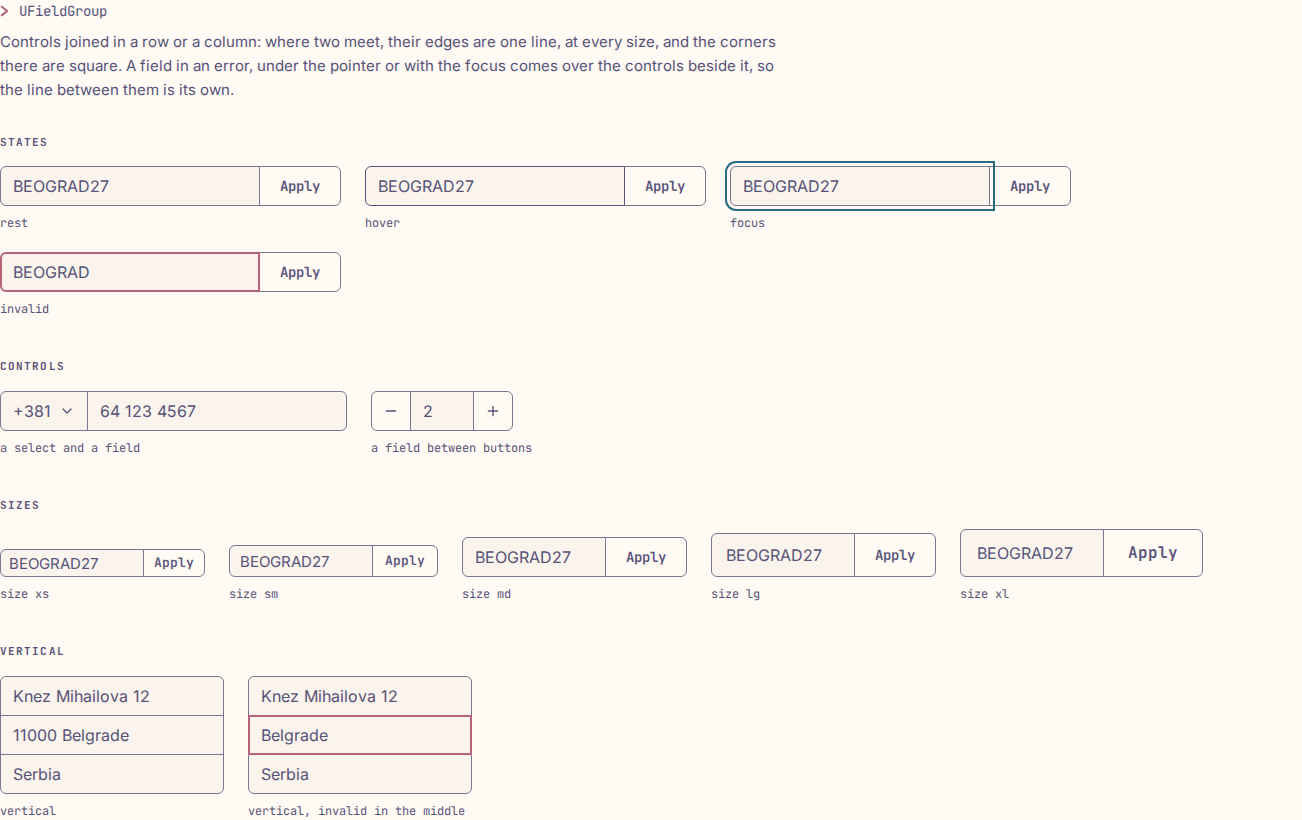 UFieldGroup
Controls joined in a row or a column: where two meet, their edges are one line, at every size, and the corners
there are square. A field in an error, under the pointer or with the focus comes over the controls beside it, so
the line between them is its own.
STATES
BEOGRAD27 Apply BEOGRAD27 Apply BEOGRAD27 Apply
rest hover focus
BEOGRAD Apply
invalid
CONTROLS
+381 64 123 4567 2
a select and a field a field between buttons
SIZES
BEOGRAD27 Apply BEOGRAD27 Apply BEOGRAD27 Apply BEOGRAD27 Apply BEOGRAD27 Apply
size xs size sm size md size lg size xl
VERTICAL
Knez Mihailova 12 Knez Mihailova 12
11000 Belgrade Belgrade
Serbia Serbia
vertical vertical, invalid in the middle